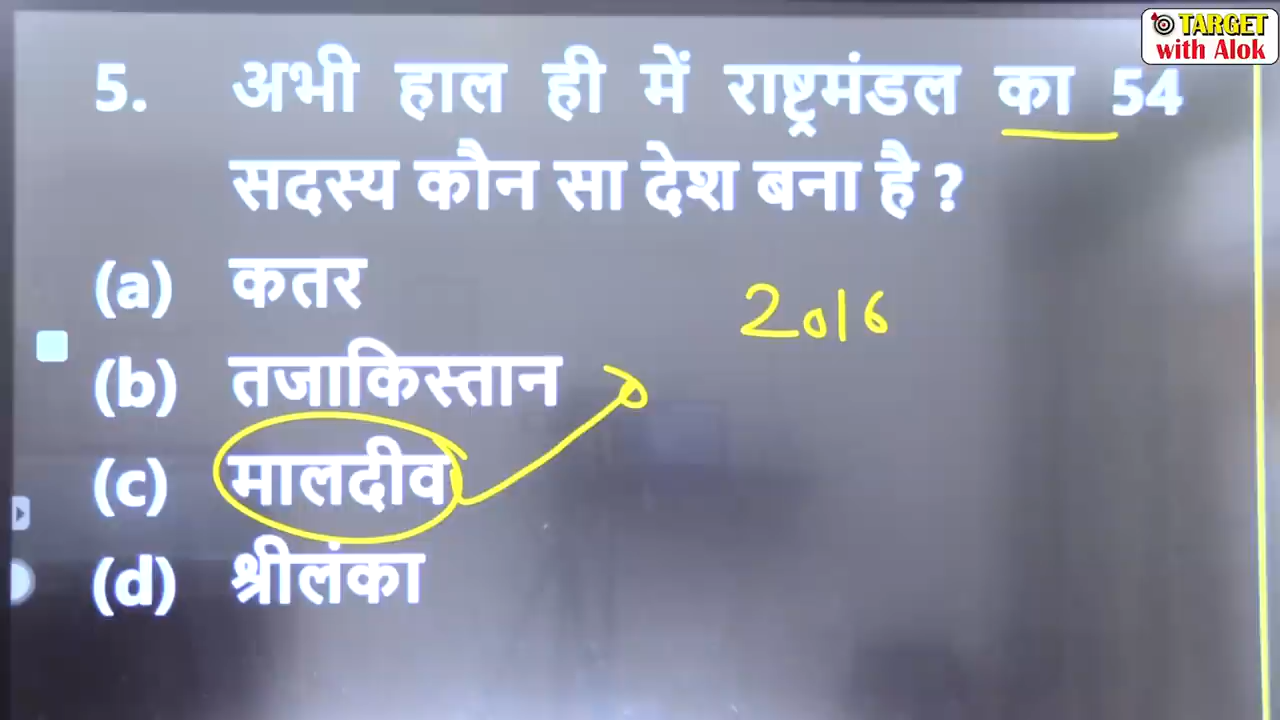 TARGET
with Alok
5. अभी हाल ही में राष्ट्रमंडल का 54
सदस्य कौन सा देश बना है ?
(a) कतर
2016
(b) तजाकिस्तान
(c) मालदीव
(d) श्रीलंका